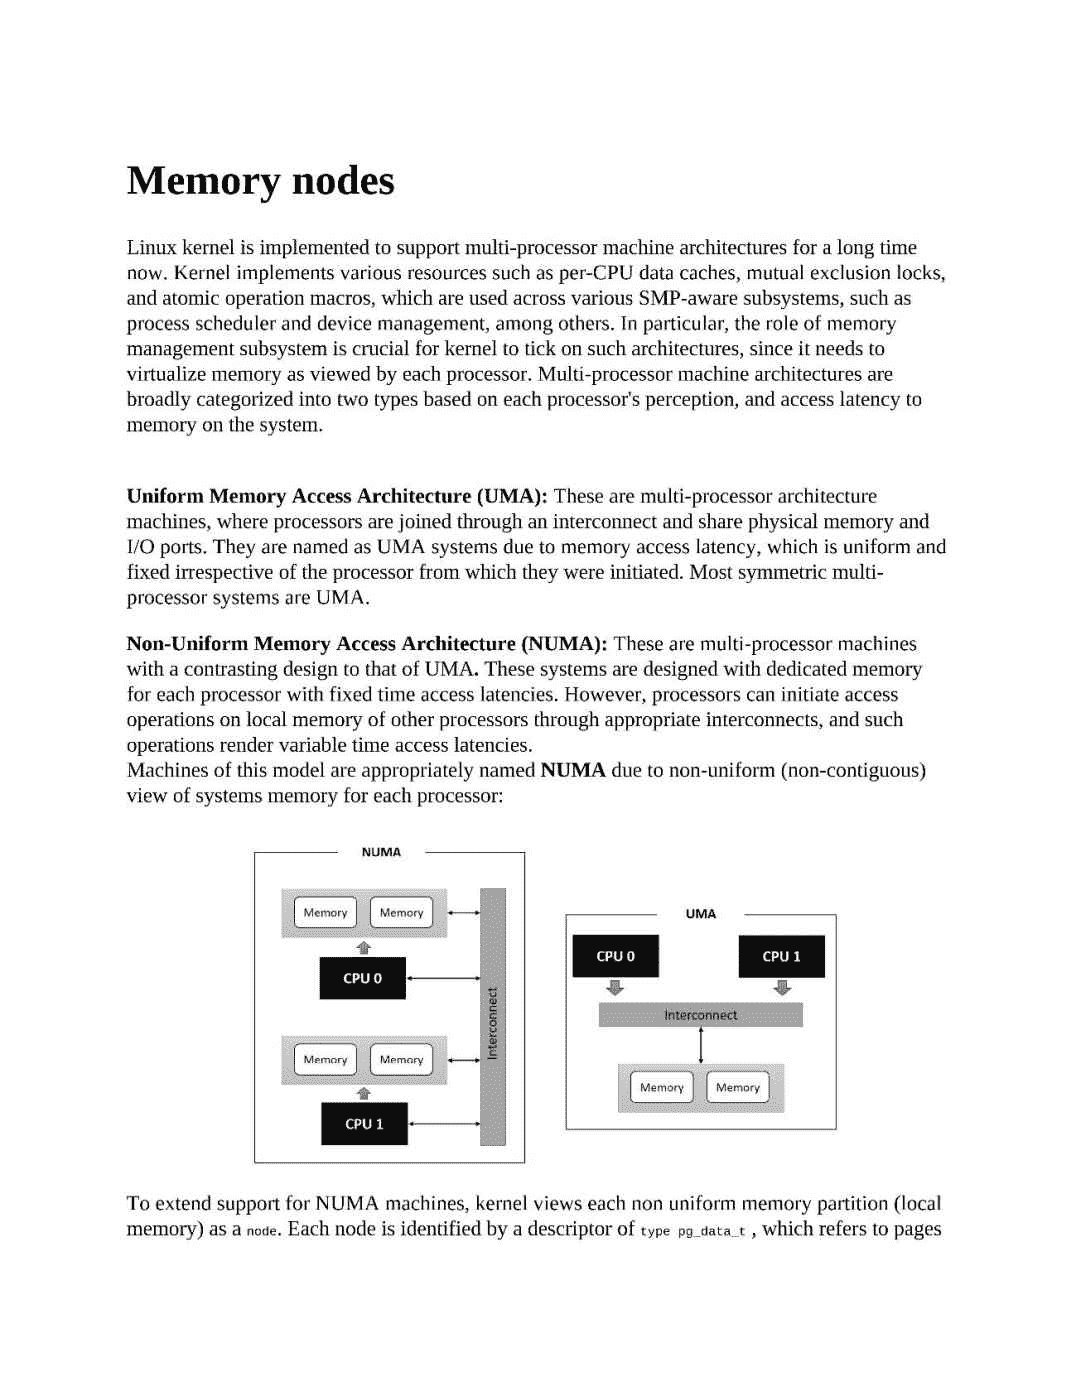 Memory nodes
Linux kernel is implemented to support multi-processor machine architectures for a long time
now. Kernel implements various resources such as per-CPU data caches, mutual exclusion locks,
and atomic operation macros, which are used across various SMP-aware subsystems, such as
process scheduler and device management, among others. In particular, the role of memory
management subsystem is crucial for kernel to tick on such architectures, since it needs to
virtualize memory as viewed by each processor. Multi-processor machine architectures are
broadly categorized into two types based on each processor's perception, and access latency to
memory on the system.
Uniform Memory Access Architecture (UMA): These are multi-processor architecture
machines, where processors are joined through an interconnect and share physical memory and
I/O ports. They are named as UMA systems due to memory access latency, which is uniform and
fixed irrespective of the processor from which they were initiated. Most symmetric multi-
processor systems are UMA.
Non-Uniform Memory Access Architecture (NUMA): These are multi-processor machines
with a contrasting design to that of UMA. These systems are designed with dedicated memory
for each processor with fixed time access latencies. However, processors can initiate access
operations on local memory of other processors through appropriate interconnects, and such
operations render variable time access latencies.
Machines of this model are appropriately named NUMA due to non-uniform (non-contiguous)
view of systems memory for each processor:
NUMA
Memory Memory
CPU 0
Interconnect
Memory Memory
CPU 1
UMA
CPU 0 CPU 1
Interconnect
Memory Memory
To extend support for NUMA machines, kernel views each non uniform memory partition (local
memory) as a node. Each node is identified by a descriptor of type pg_data_t , which refers to pages